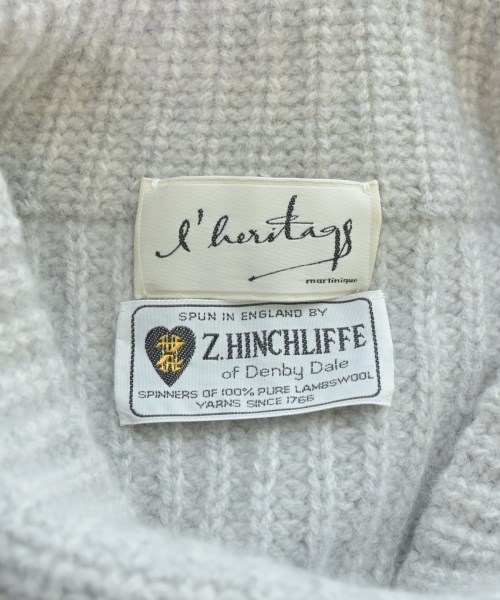 l'heritage
martinique
SPUN IN ENGLAND BY
Z.HINCHLIFFE
of Denby Dale
SPINNERS OF 100% PURE LAMBSWOOL
YARNS SINCE 1766